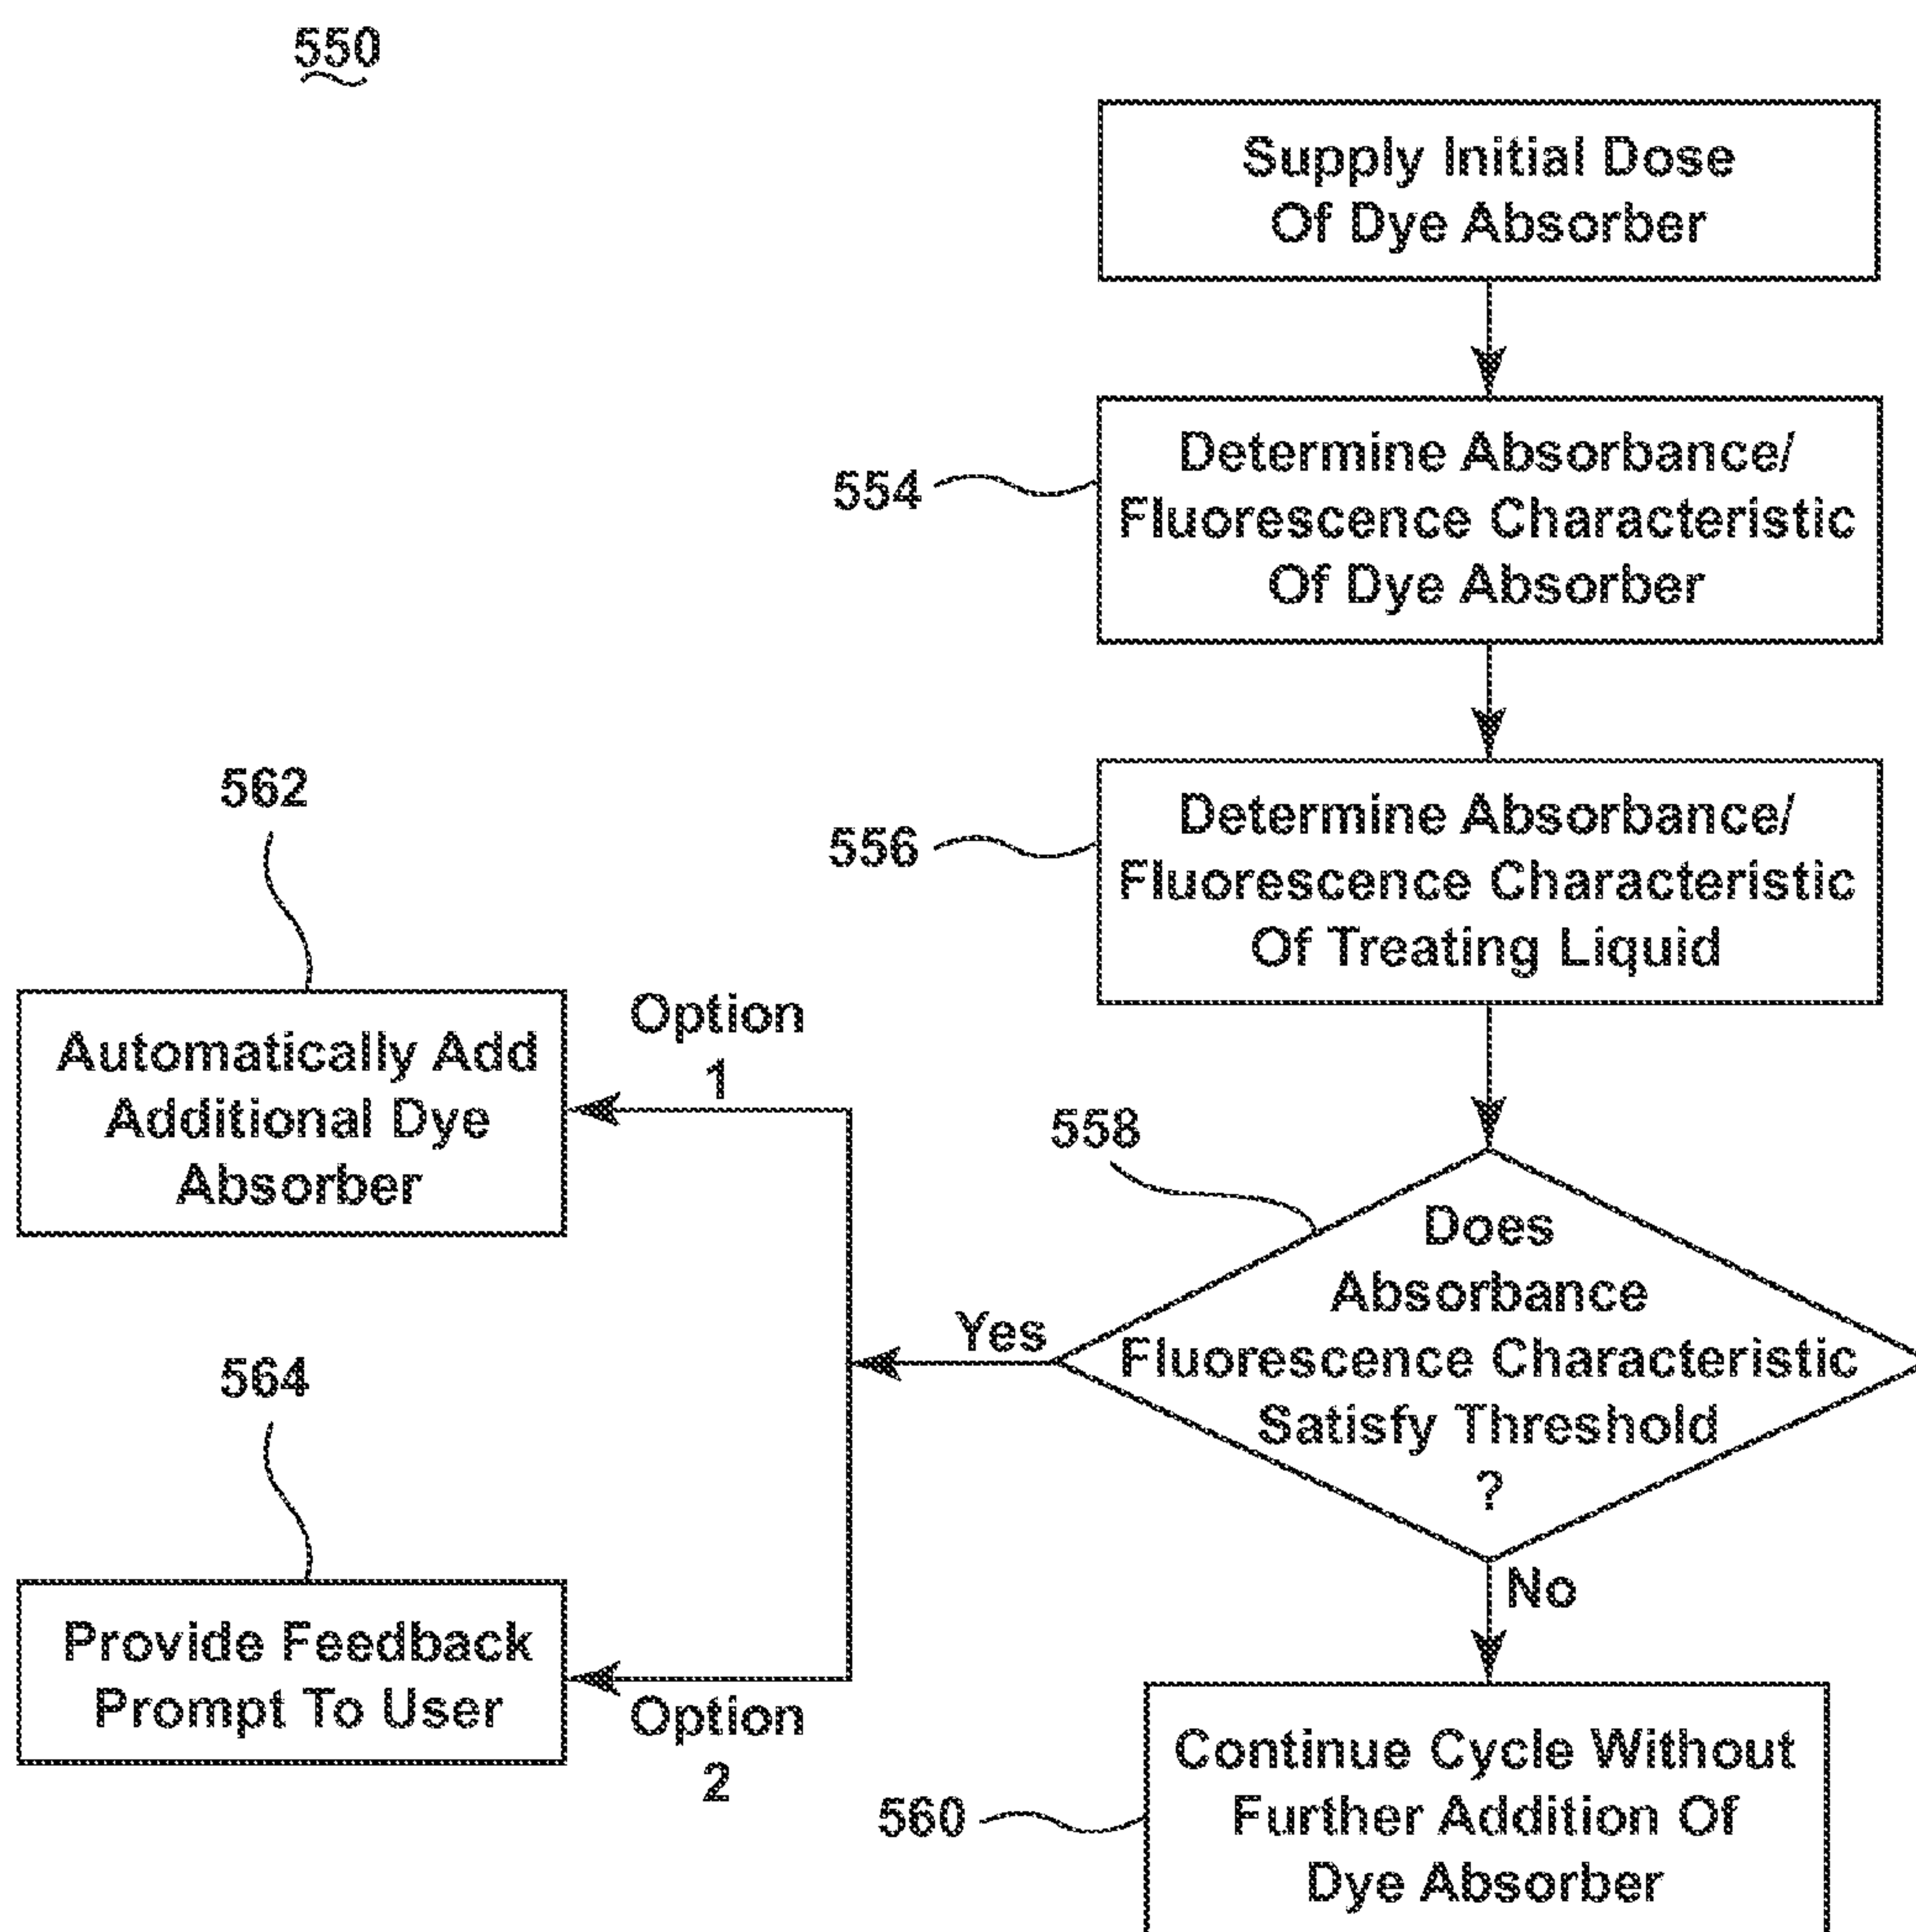 550
Supply Initial Dose
Of Dye Absorber
554
Determine Absorbance/
Fluorescence Characteristic
Of Dye Absorber
556
Determine Absorbance/
Fluorescence Characteristic
Of Treating Liquid
558
Does
Absorbance
Fluorescence Characteristic
Satisfy Threshold
?
Yes
No
Option
1
562
Automatically Add
Additional Dye
Absorber
Option
2
564
Provide Feedback
Prompt To User
560
Continue Cycle Without
Further Addition Of
Dye Absorber